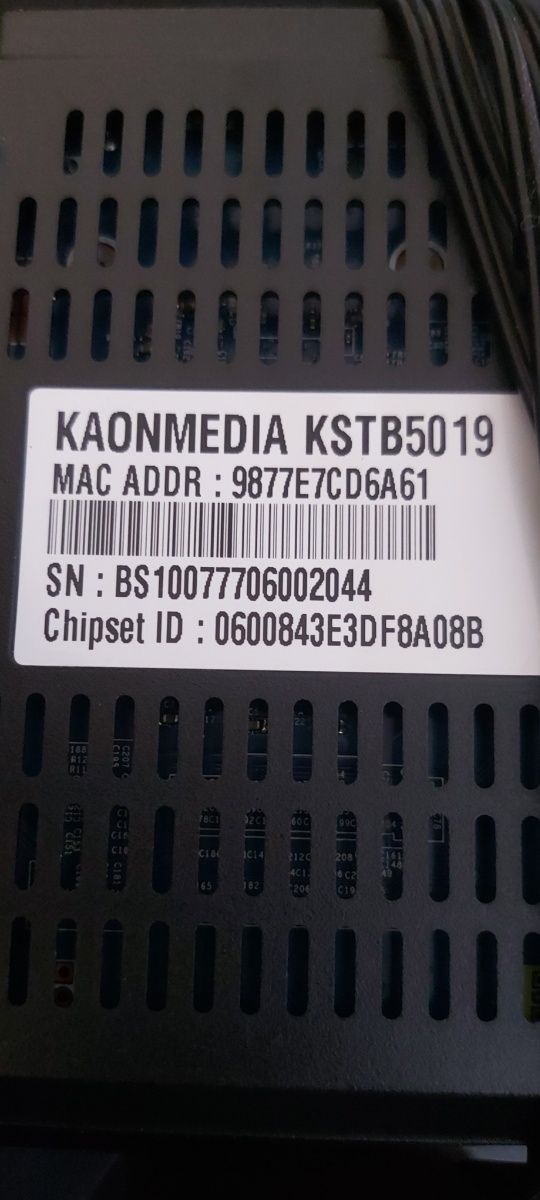 KAONMEDIA KSTB5019
MAC ADDR : 9877E7CD6A61
SN : BS10077706002044
Chipset ID : 0600843E3DF8A08B